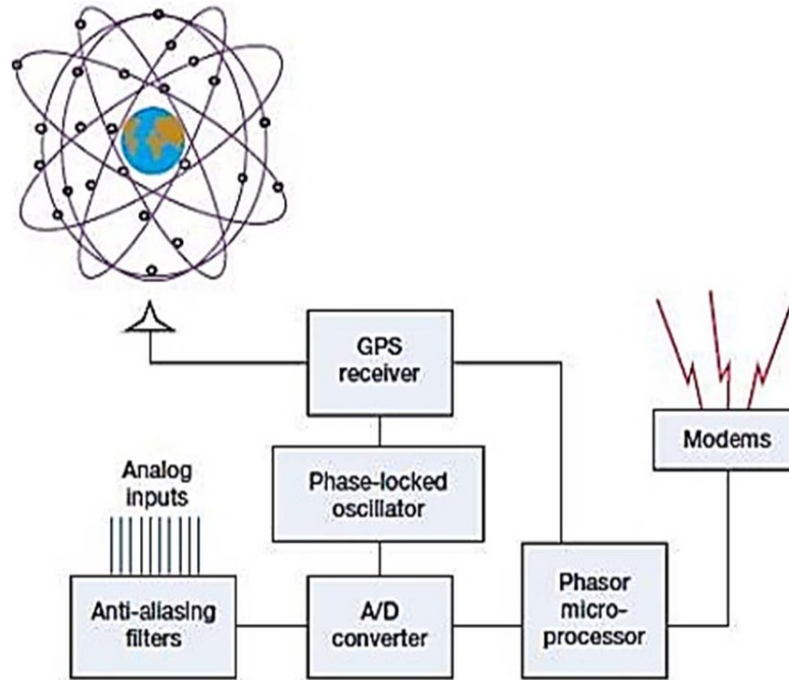 GPS
receiver
Modems
Analog
inputs
Phase-locked
oscillator
Anti-aliasing
filters
A/D
converter
Phasor
micro-
processor